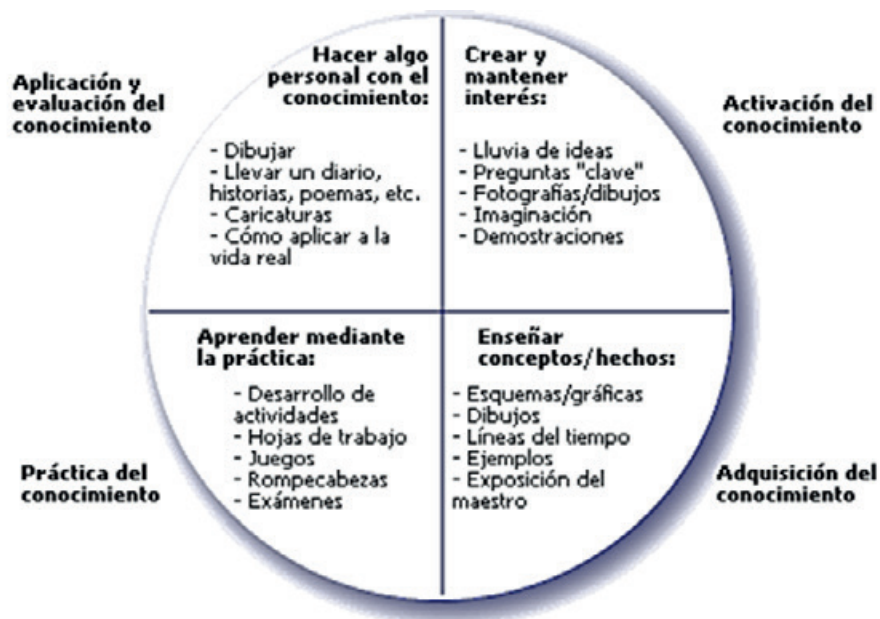 Aplicación y
evaluación del
conocimiento
Hacer algo
personal con el
conocimiento:
- Dibujar
- Llevar un diario,
historias, poemas, etc.
- Caricaturas
- Cómo aplicar a la
vida real
Crear y
mantener
interés:
- Lluvia de ideas
- Preguntas "clave"
- Fotografías/dibujos
- Imaginación
- Demostraciones
Activación del
conocimiento
Práctica del
conocimiento
Aprender mediante
la práctica:
- Desarrollo de
actividades
- Hojas de trabajo
- Juegos
- Rompecabezas
- Exámenes
Enseñar
conceptos/hechos:
- Esquemas/gráficas
- Dibujos
- Líneas del tiempo
- Ejemplos
- Exposición del
maestro
Adquisición del
conocimiento